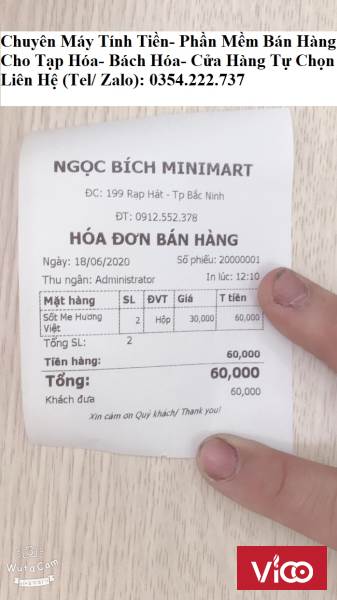 Chuyên Máy Tính Tiền- Phần Mềm Bán Hàng
Cho Tạp Hóa- Bách Hóa- Cửa Hàng Tự Chọn
Liên Hệ (Tel/ Zalo): 0354.222.737
NGỌC BÍCH MINIMART
ĐC: 199 Rạp Hát - Tp Bắc Ninh
ĐT: 0912.552.378
HÓA ĐƠN BÁN HÀNG
Ngày: 18/06/2020 Số phiếu: 20000001
Thu ngân: Administrator In lúc: 12:10
Mặt hàng SL ĐVT Giá T tiền
Sốt Me Hương Việt 2 Hộp 30,000 60,000
Tổng SL: 2
Tiền hàng: 60,000
Tổng: 60,000
Khách đưa 60,000
Xin cảm ơn Quý khách/ Thank you!
WutaCam
Vico